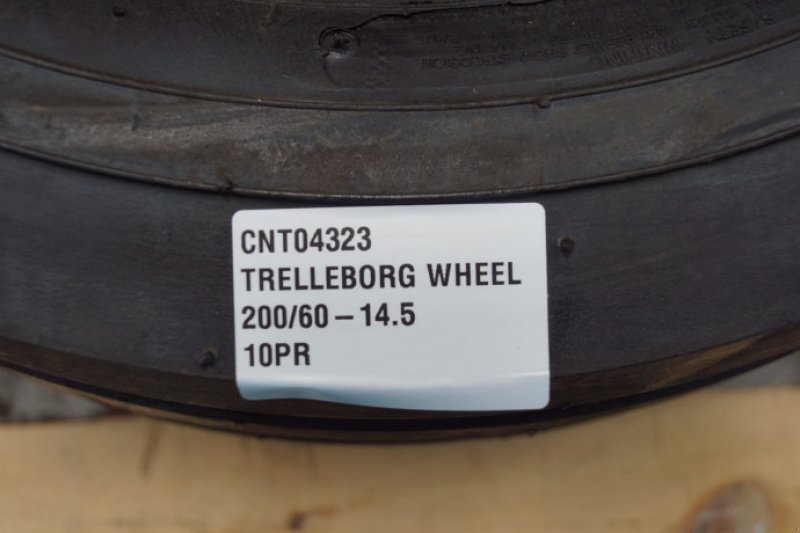 CNT04323
TRELLEBORG WHEEL
200/60-14.5
10PR